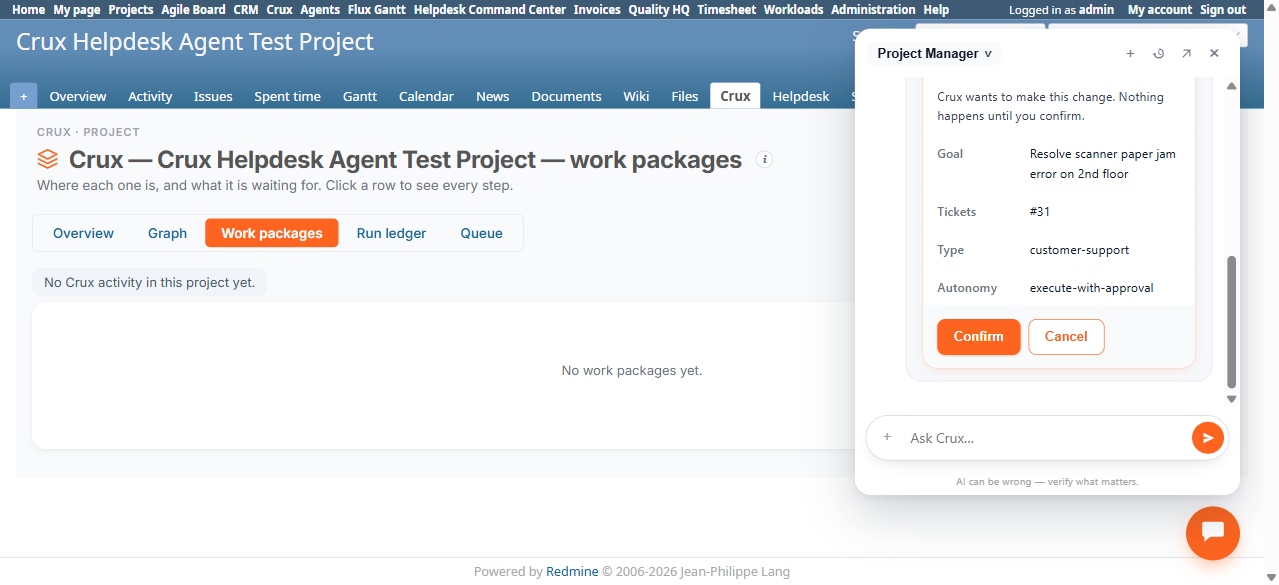 Home My page Projects Agile Board CRM Crux Agents Flux Gantt Helpdesk Command Center Invoices Quality HQ Timesheet Workloads Administration Help Logged in as admin My account Sign out
Crux Helpdesk Agent Test Project
+ Overview Activity Issues Spent time Gantt Calendar News Documents Wiki Files Crux Helpdesk
CRUX · PROJECT
Crux — Crux Helpdesk Agent Test Project — work packages i
Where each one is, and what it is waiting for. Click a row to see every step.
Overview Graph Work packages Run ledger Queue
No Crux activity in this project yet.
No work packages yet.
Project Manager v
Crux wants to make this change. Nothing
happens until you confirm.
Goal Resolve scanner paper jam
error on 2nd floor
Tickets #31
Type customer-support
Autonomy execute-with-approval
Confirm Cancel
+ Ask Crux...
AI can be wrong — verify what matters.
Powered by Redmine © 2006-2026 Jean-Philippe Lang